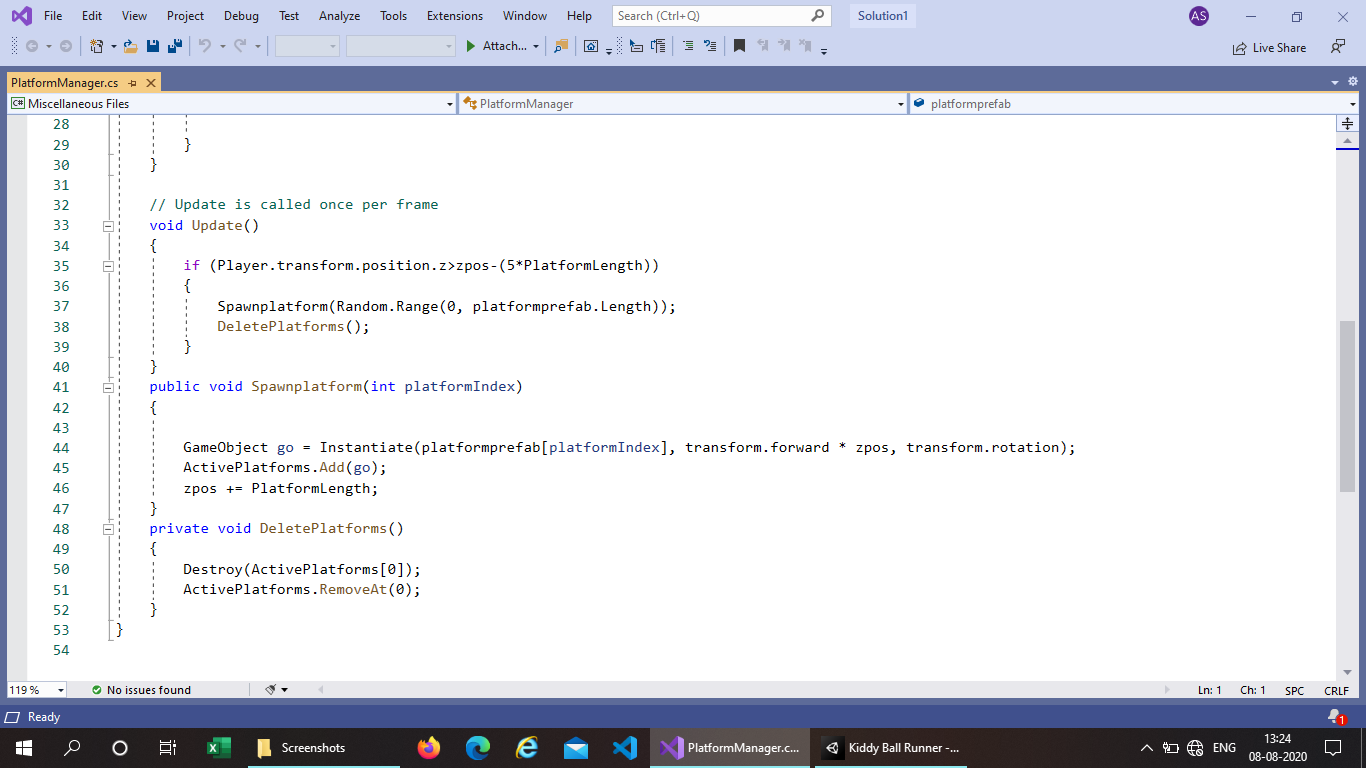 File Edit View Project Debug Test Analyze Tools Extensions Window Help Search (Ctrl+Q) Solution1 AS
Attach... Live Share
PlatformManager.cs
C# Miscellaneous Files PlatformManager platformprefab
28
29 }
30 }
31
32 // Update is called once per frame
33 void Update()
34 {
35 if (Player.transform.position.z>zpos-(5*PlatformLength))
36 {
37 Spawnplatform(Random.Range(0, platformprefab.Length));
38 DeletePlatforms();
39 }
40 }
41 public void Spawnplatform(int platformIndex)
42 {
43
44 GameObject go = Instantiate(platformprefab[platformIndex], transform.forward * zpos, transform.rotation);
45 ActivePlatforms.Add(go);
46 zpos += PlatformLength;
47 }
48 private void DeletePlatforms()
49 {
50 Destroy(ActivePlatforms[0]);
51 ActivePlatforms.RemoveAt(0);
52 }
53 }
54
119 % No issues found Ln: 1 Ch: 1 SPC CRLF
Ready 1
Screenshots PlatformManager.c... Kiddy Ball Runner -... ENG 13:24
08-08-2020